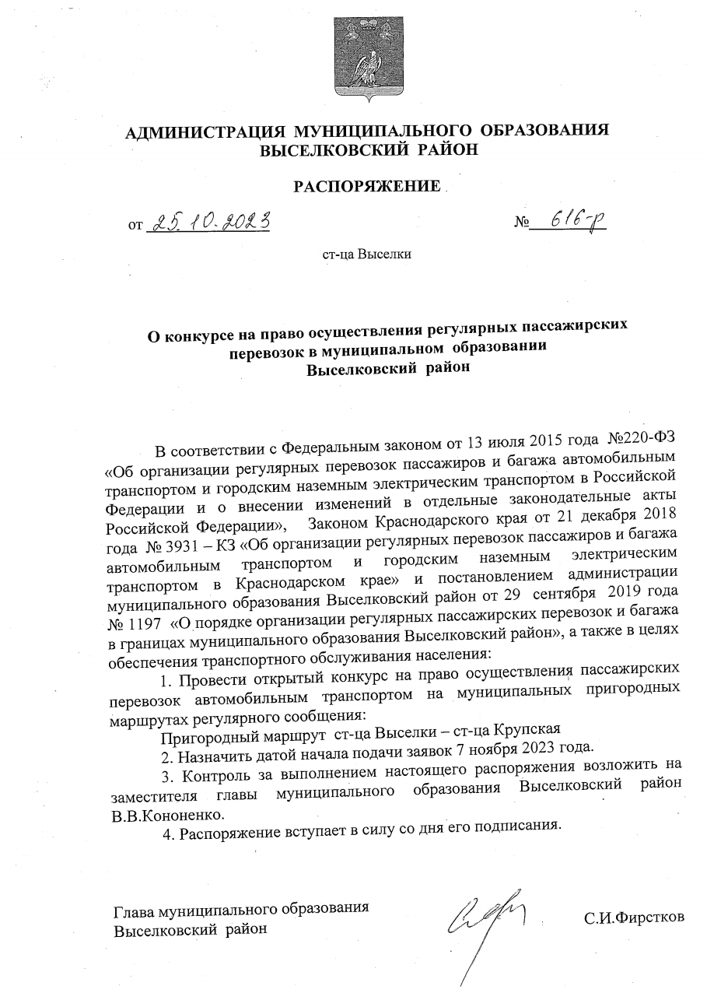 АДМИНИСТРАЦИЯ МУНИЦИПАЛЬНОГО ОБРАЗОВАНИЯ
ВЫСЕЛКОВСКИЙ РАЙОН
РАСПОРЯЖЕНИЕ
от 25.10.2023 № 616-р
ст-ца Выселки
О конкурсе на право осуществления регулярных пассажирских
перевозок в муниципальном образовании
Выселковский район
В соответствии с Федеральным законом от 13 июля 2015 года №220-ФЗ
«Об организации регулярных перевозок пассажиров и багажа автомобильным
транспортом и городским наземным электрическим транспортом в Российской
Федерации и о внесении изменений в отдельные законодательные акты
Российской Федерации», Законом Краснодарского края от 21 декабря 2018
года № 3931 – КЗ «Об организации регулярных перевозок пассажиров и багажа
автомобильным транспортом и городским наземным электрическим
транспортом в Краснодарском крае» и постановлением администрации
муниципального образования Выселковский район от 29 сентября 2019 года
№ 1197 «О порядке организации регулярных пассажирских перевозок и багажа
в границах муниципального образования Выселковский район», а также в целях
обеспечения транспортного обслуживания населения:
1. Провести открытый конкурс на право осуществления пассажирских
перевозок автомобильным транспортом на муниципальных пригородных
маршрутах регулярного сообщения:
Пригородный маршрут ст-ца Выселки – ст-ца Крупская
2. Назначить датой начала подачи заявок 7 ноября 2023 года.
3. Контроль за выполнением настоящего распоряжения возложить на
заместителя главы муниципального образования Выселковский район
В.В.Кононенко.
4. Распоряжение вступает в силу со дня его подписания.
Глава муниципального образования
Выселковский район С.И.Фирстков